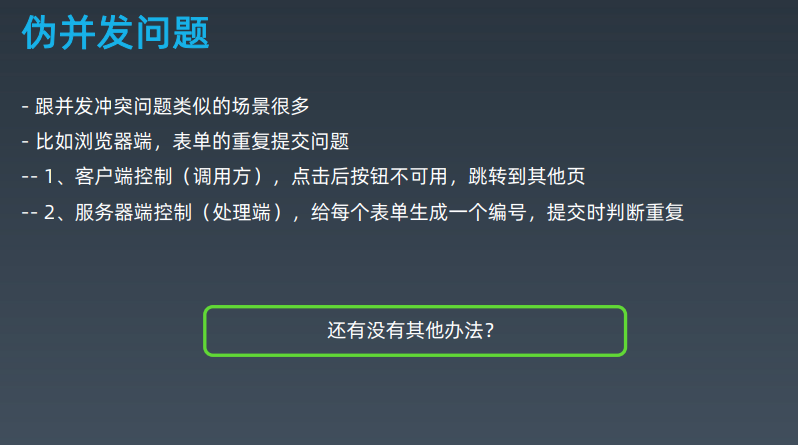 伪并发问题
- 跟并发冲突问题类似的场景很多
- 比如浏览器端，表单的重复提交问题
-- 1、客户端控制（调用方），点击后按钮不可用，跳转到其他页
-- 2、服务器端控制（处理端），给每个表单生成一个编号，提交时判断重复
还有没有其他办法？